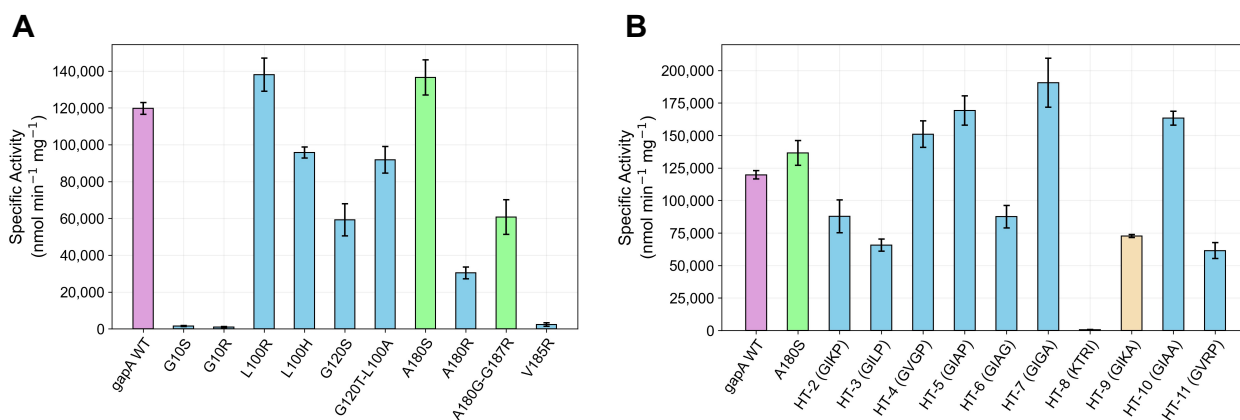 A
Specific Activity
(nmol min⁻¹ mg⁻¹)
140,000
120,000
100,000
80,000
60,000
40,000
20,000
0
gapA WT
G10S
G10R
L100R
L100H
G120S
G120T-L100A
A180S
A180R
A180G-G187R
V185R
B
Specific Activity
(nmol min⁻¹ mg⁻¹)
200,000
175,000
150,000
125,000
100,000
75,000
50,000
25,000
0
gapA WT
A180S
HT-2 (GIKP)
HT-3 (GILP)
HT-4 (GVGP)
HT-5 (GIAP)
HT-6 (GIAG)
HT-7 (GIGA)
HT-8 (KTRI)
HT-9 (GIKA)
HT-10 (GIAA)
HT-11 (GVRP)